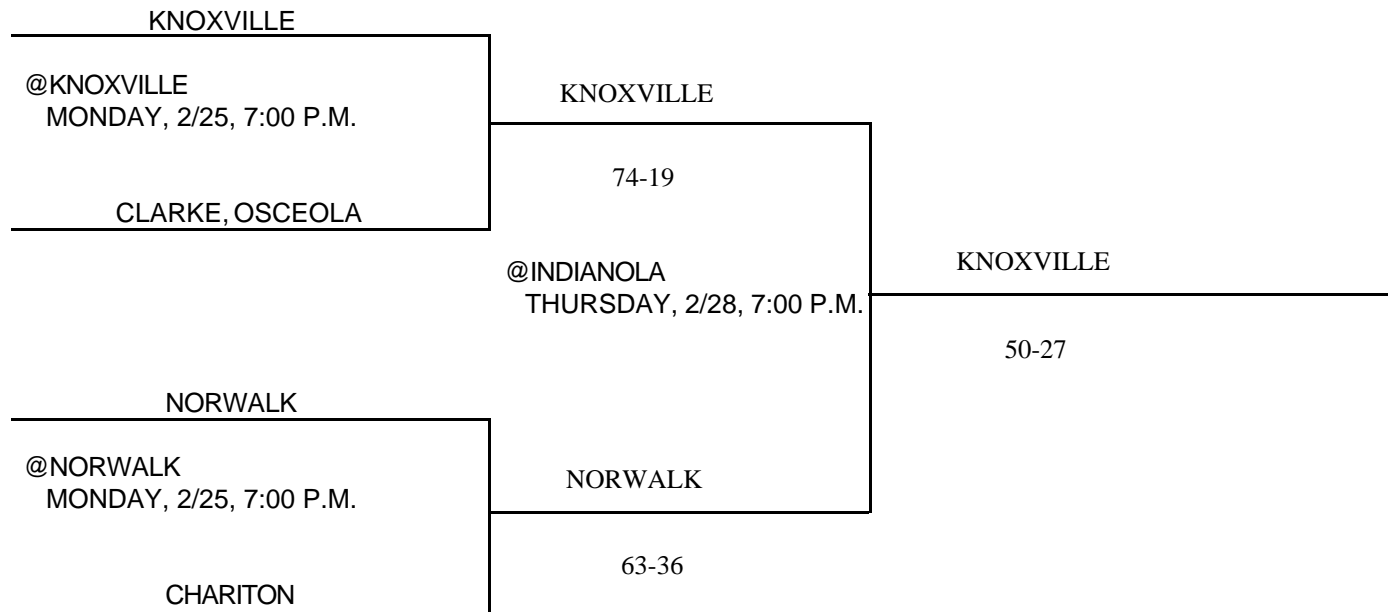 KNOXVILLE
@KNOXVILLE
MONDAY, 2/25, 7:00 P.M.
KNOXVILLE
74-19
CLARKE, OSCEOLA
@INDIANOLA
THURSDAY, 2/28, 7:00 P.M.
KNOXVILLE
50-27
NORWALK
@NORWALK
MONDAY, 2/25, 7:00 P.M.
NORWALK
63-36
CHARITON